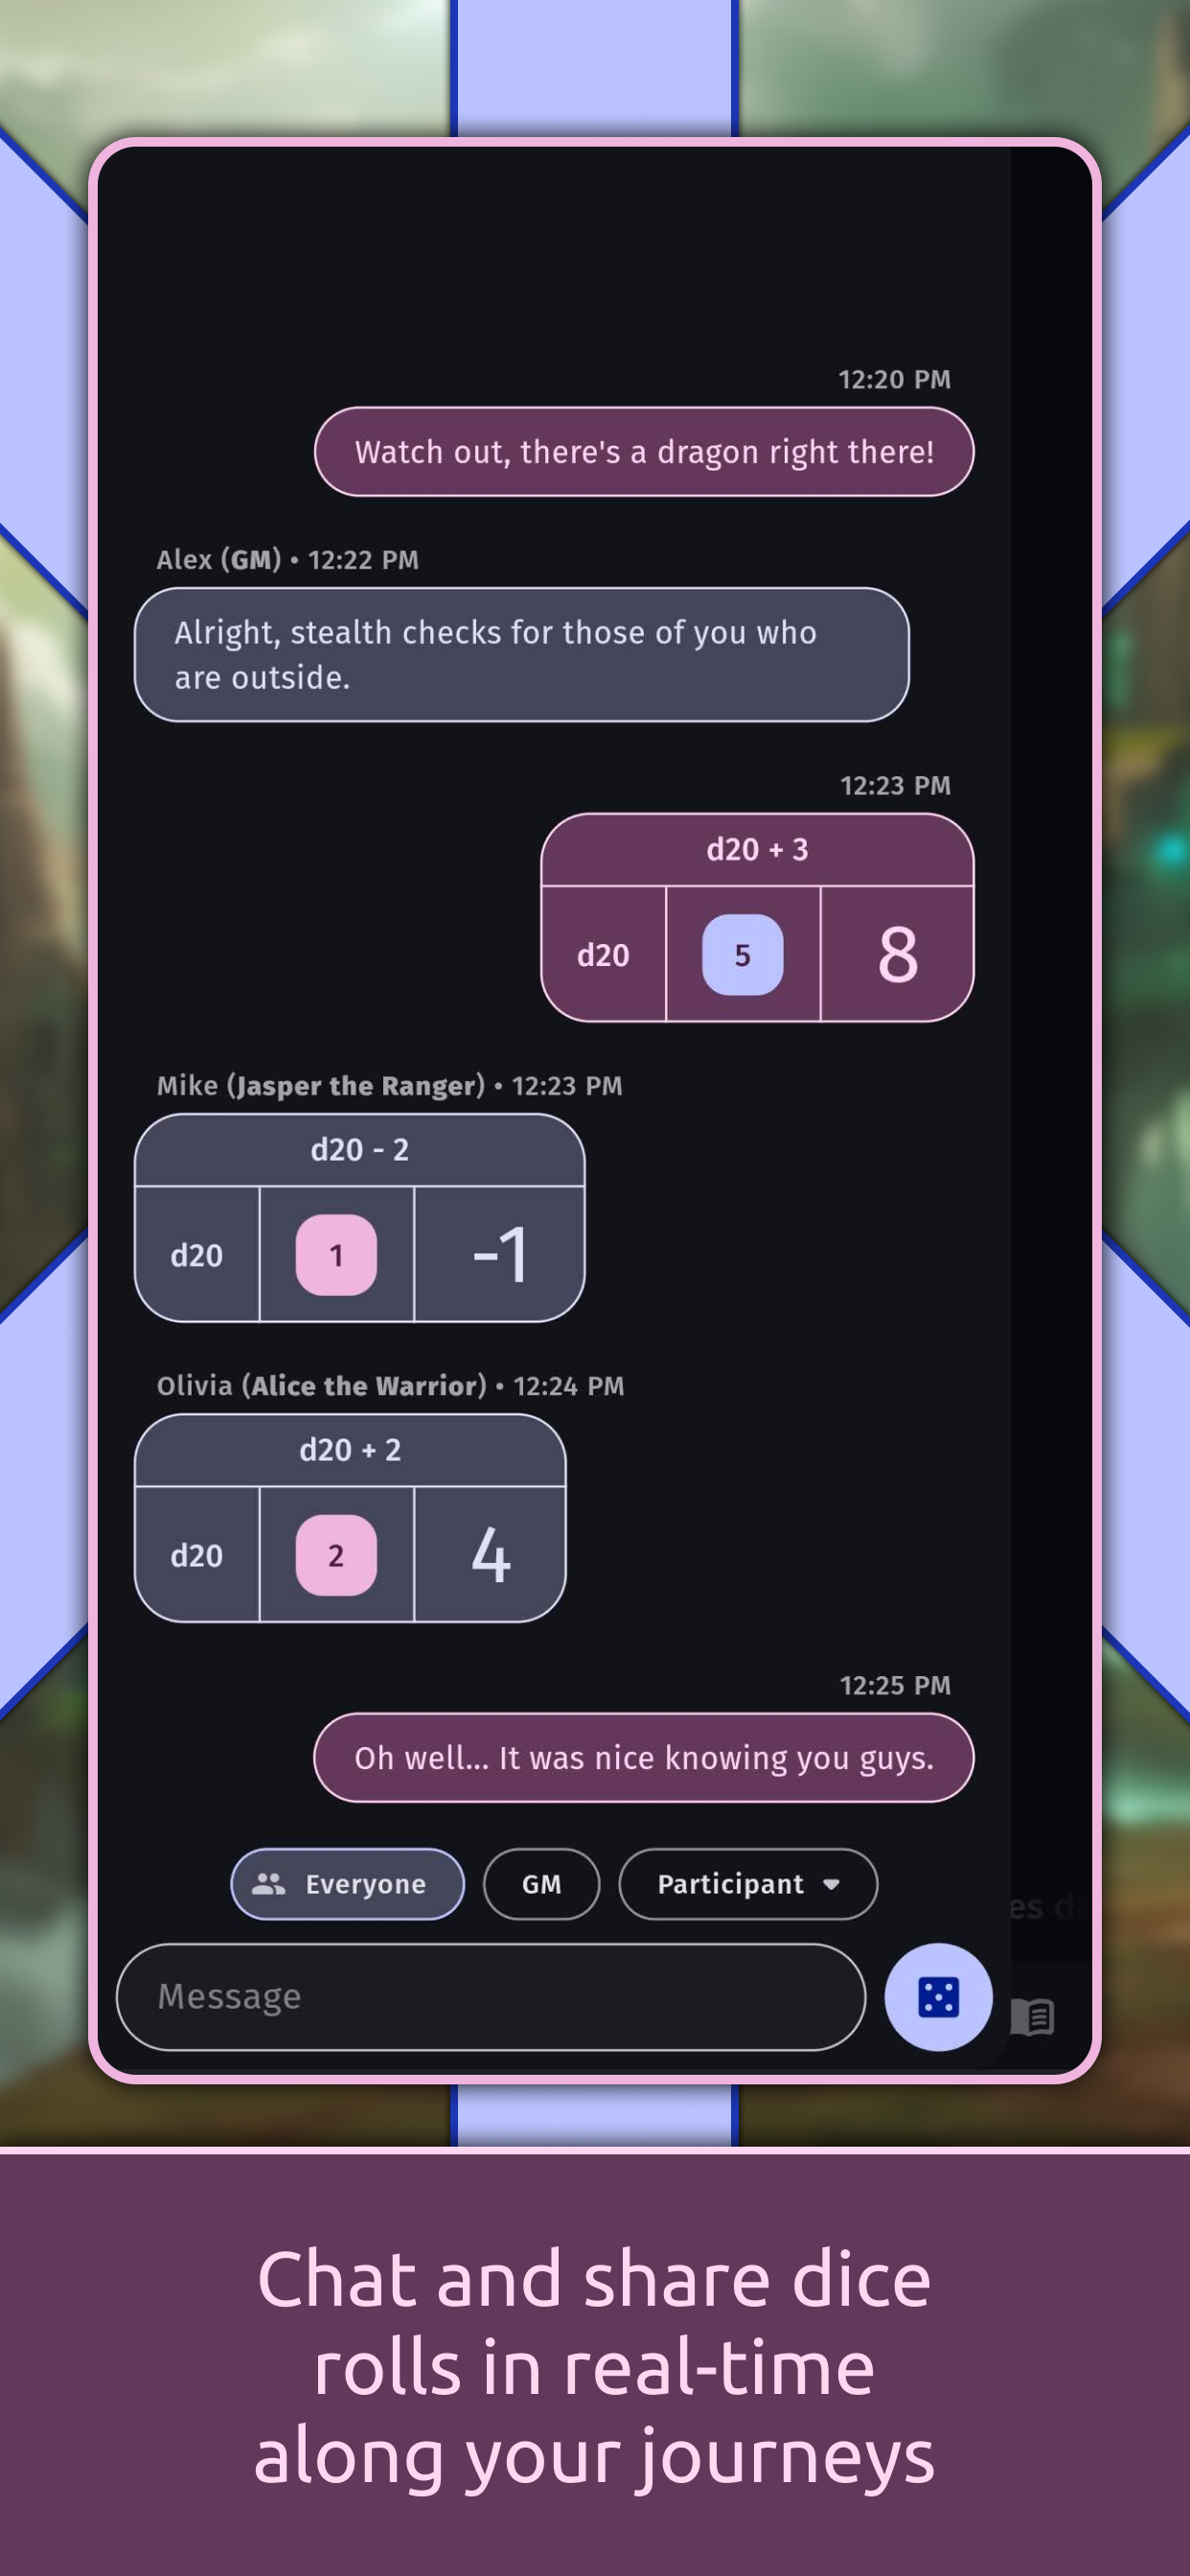 12:20 PM
Watch out, there's a dragon right there!
Alex (GM) • 12:22 PM
Alright, stealth checks for those of you who
are outside.
12:23 PM
d20 + 3
d20 5 8
Mike (Jasper the Ranger) • 12:23 PM
d20 - 2
d20 1 -1
Olivia (Alice the Warrior) • 12:24 PM
d20 + 2
d20 2 4
12:25 PM
Oh well... It was nice knowing you guys.
Everyone GM Participant
Message
Chat and share dice
rolls in real-time
along your journeys